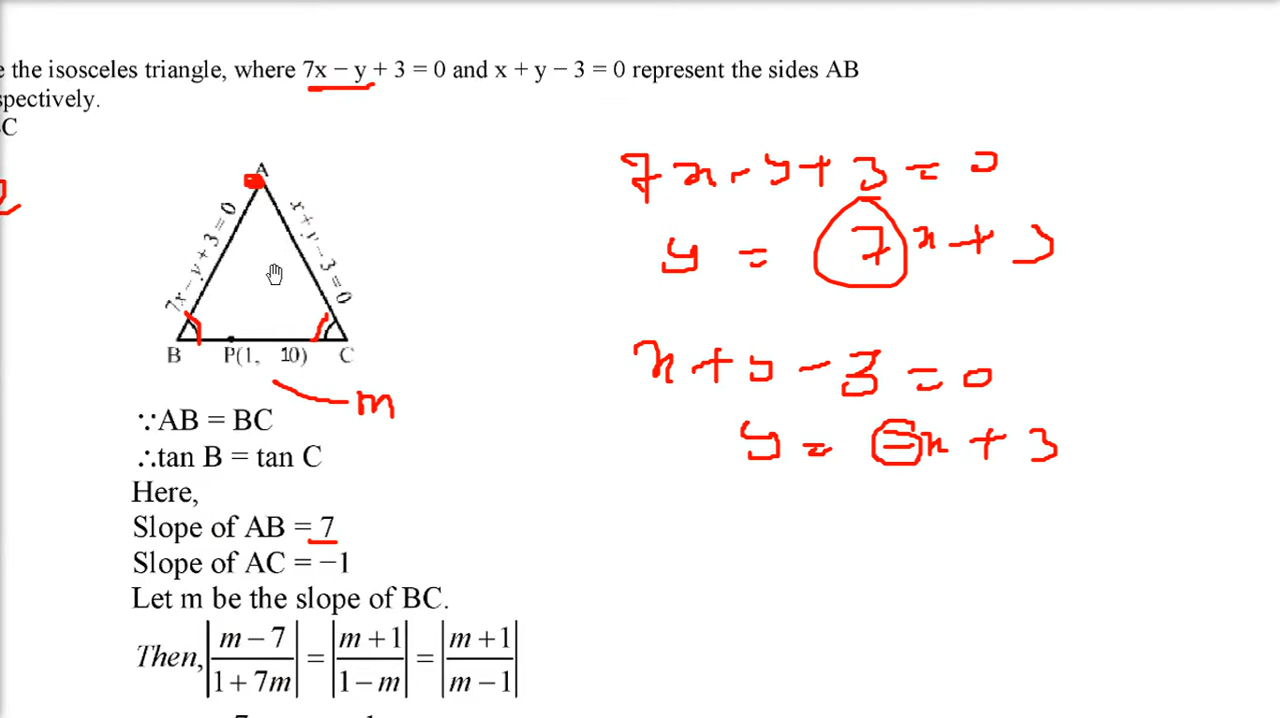 e the isosceles triangle, where 7x − y + 3 = 0 and x + y − 3 = 0 represent the sides AB
spectively.
C
A
7x − y + 3 = 0
x + y − 3 = 0
B P(1, 10) C
m
∵AB = BC
∴tan B = tan C
Here,
Slope of AB = 7
Slope of AC = −1
Let m be the slope of BC.
Then, |m − 7 / 1 + 7m| = |m + 1 / 1 − m| = |m + 1 / m − 1|
7x - y + 3 = 0
y = 7x + 3
x + y - 3 = 0
y = -x + 3